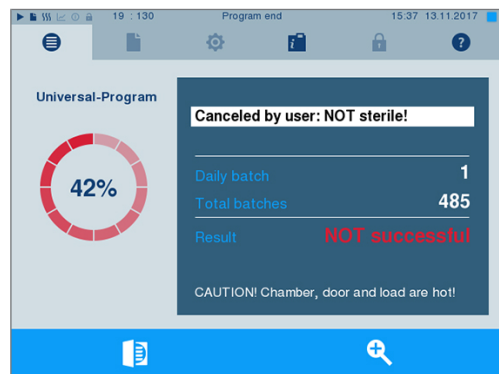 19 : 130 Program end 15:37 13.11.2017
i ?
Universal-Program
42%
Canceled by user: NOT sterile!
Daily batch 1
Total batches 485
Result NOT successful
CAUTION! Chamber, door and load are hot!